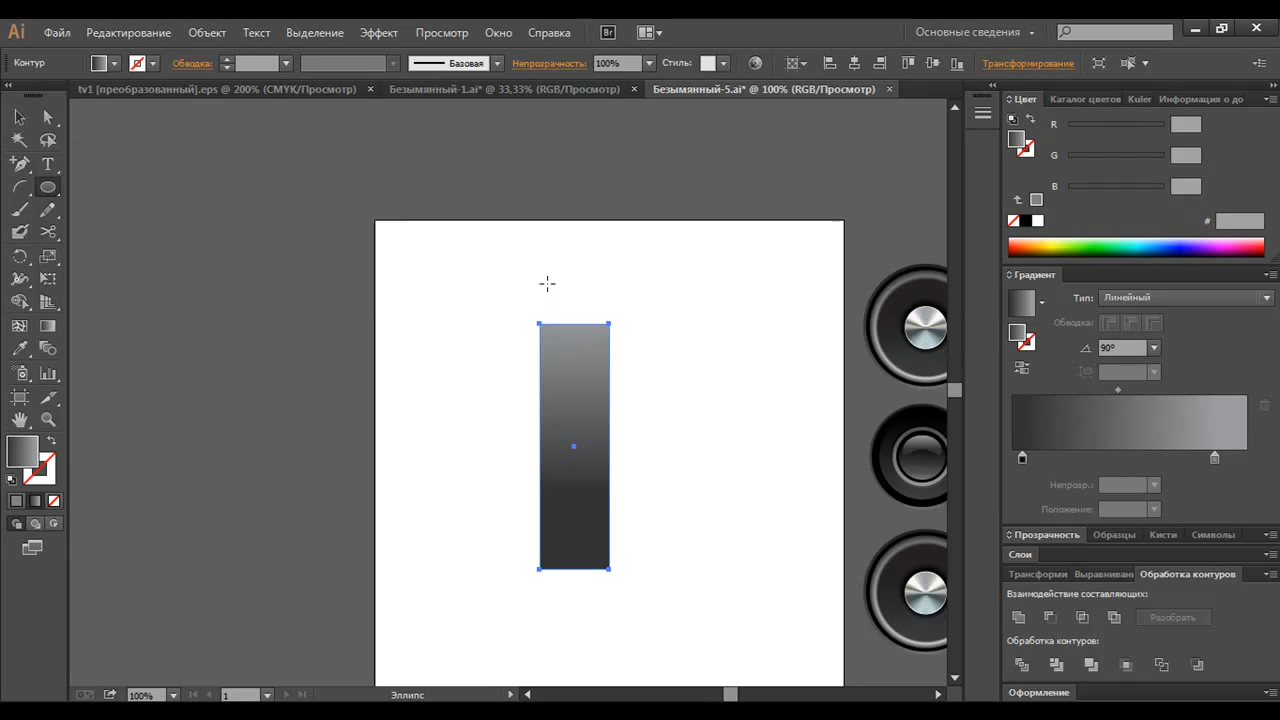 Ai Файл Редактирование Объект Текст Выделение Эффект Просмотр Окно Справка Br Основные сведения
Контур Обводка: Базовая Непрозрачность: 100% Стиль: Трансформирование
tv1 [преобразованный].eps @ 200% (CMYK/Просмотр) × Безымянный-1.ai* @ 33,33% (RGB/Просмотр) × Безымянный-5.ai* @ 100% (RGB/Просмотр) ×
Цвет Каталог цветов Kuler Информация о до
R
G
B
#
Градиент
Тип: Линейный
Обводка:
90°
Непрозр.:
Положение:
Прозрачность Образцы Кисти Символы
Слои
Трансформи Выравниван Обработка контуров
Взаимодействие составляющих:
Разобрать
Обработка контуров:
Оформление
100% 1 Эллипс